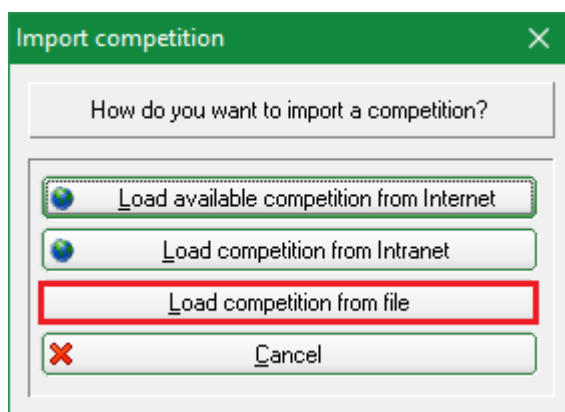 Import competition
How do you want to import a competition?
Load available competition from Internet
Load competition from Intranet
Load competition from file
Cancel